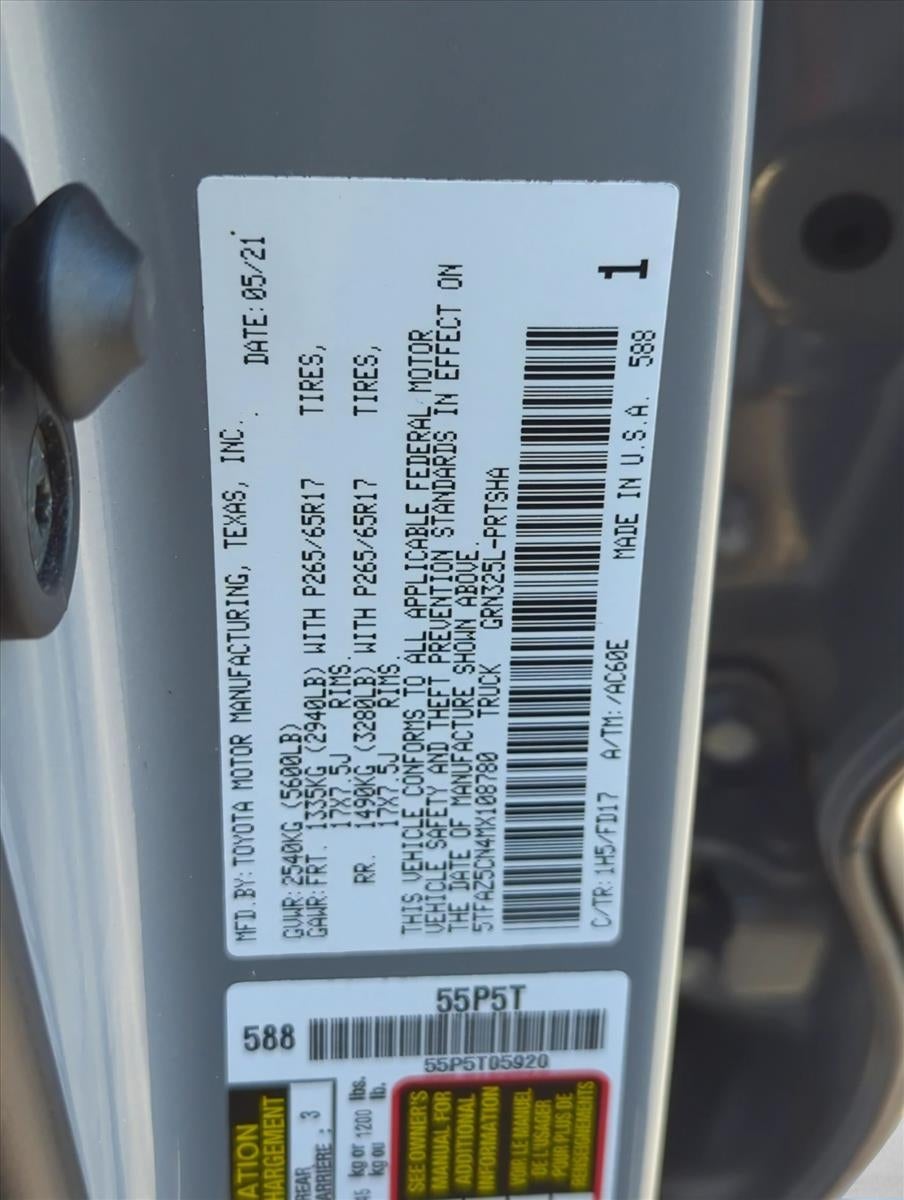 MFD.BY:TOYOTA MOTOR MANUFACTURING, TEXAS, INC. DATE:05/21
GVWR:2540KG (5600LB)
GAWR:FRT. 1335KG (2940LB) WITH P265/65R17 TIRES,
17X7.5J RIMS.
RR. 1490KG (3280LB) WITH P265/65R17 TIRES,
17X7.5J RIMS
THIS VEHICLE CONFORMS TO ALL APPLICABLE FEDERAL MOTOR
VEHICLE SAFETY AND THEFT PREVENTION STANDARDS IN EFFECT ON
THE DATE OF MANUFACTURE SHOWN ABOVE.
5TFAZ5CN4MX108780 TRUCK GRN325L-PRTSHA
1
C/TR:1H5/FD17 A/TM:/AC60E MADE IN U.S.A. 588
55P5T
588
55P5T05920
REAR
ARRIÈRE : 3
kg or 1200 lbs.
kg ou lb.
SEE OWNER'S
MANUAL FOR
ADDITIONAL
INFORMATION
VOIR LE MANUEL
DE L'USAGER
POUR PLUS DE
RENSEIGNEMENTS